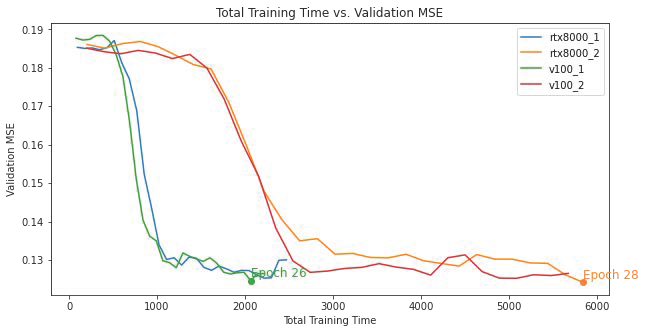 Total Training Time vs. Validation MSE
rtx8000_1
rtx8000_2
v100_1
v100_2
Validation MSE
0.19
0.18
0.17
0.16
0.15
0.14
0.13
Epoch 26
Epoch 28
0
1000
2000
3000
4000
5000
6000
Total Training Time